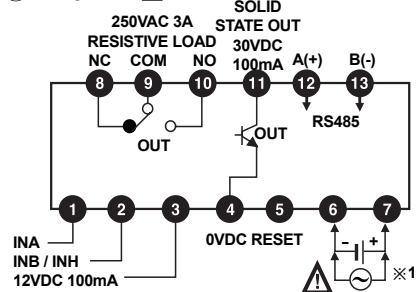 SOLID
250VAC 3A STATE OUT
RESISTIVE LOAD 30VDC
NC COM NO 100mA A(+) B(-)
8 9 10 11 12 13
OUT OUT RS485
1 2 3 4 5 6 7
INA 0VDC RESET - +
INB / INH
12VDC 100mA ※1